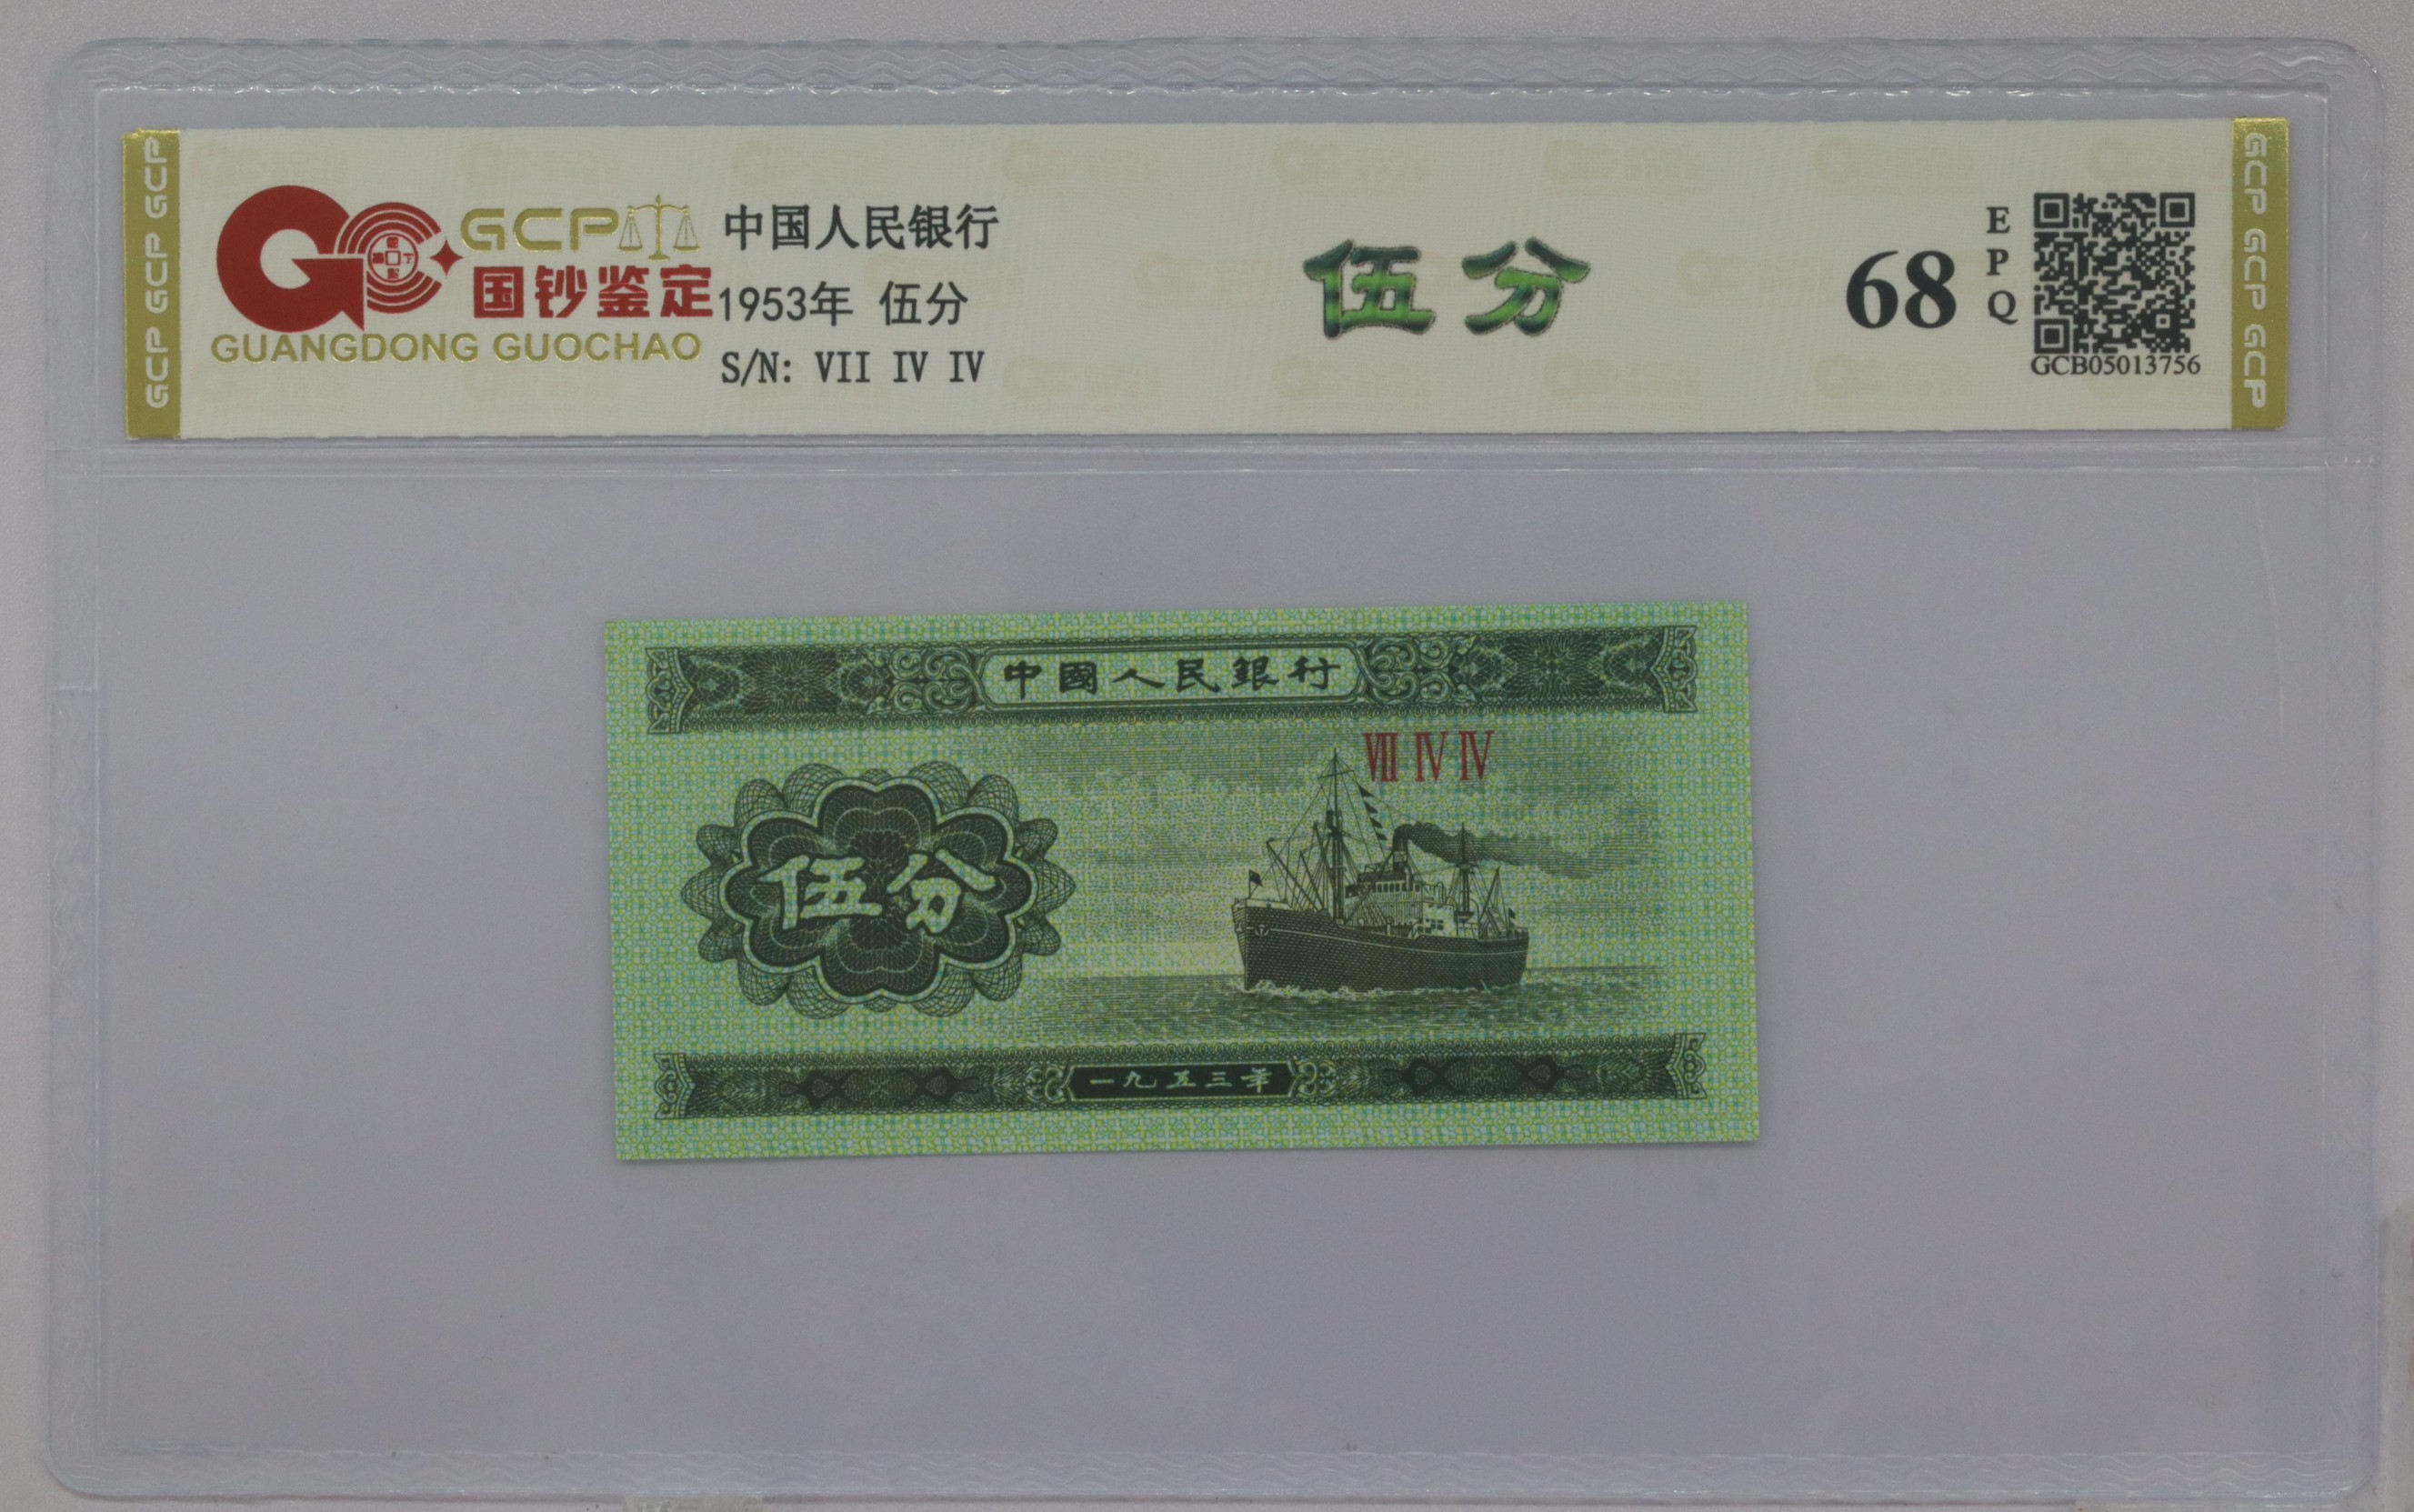 GCP GCP GCP
GCP
国钞鉴定
GUANGDONG GUOCHAO
中国人民银行
1953年 伍分
S/N: VII IV IV
伍分
68
EPQ
GCB05013756
GCP GCP GCP
中國人民銀行
VII IV IV
伍分
一九五三年